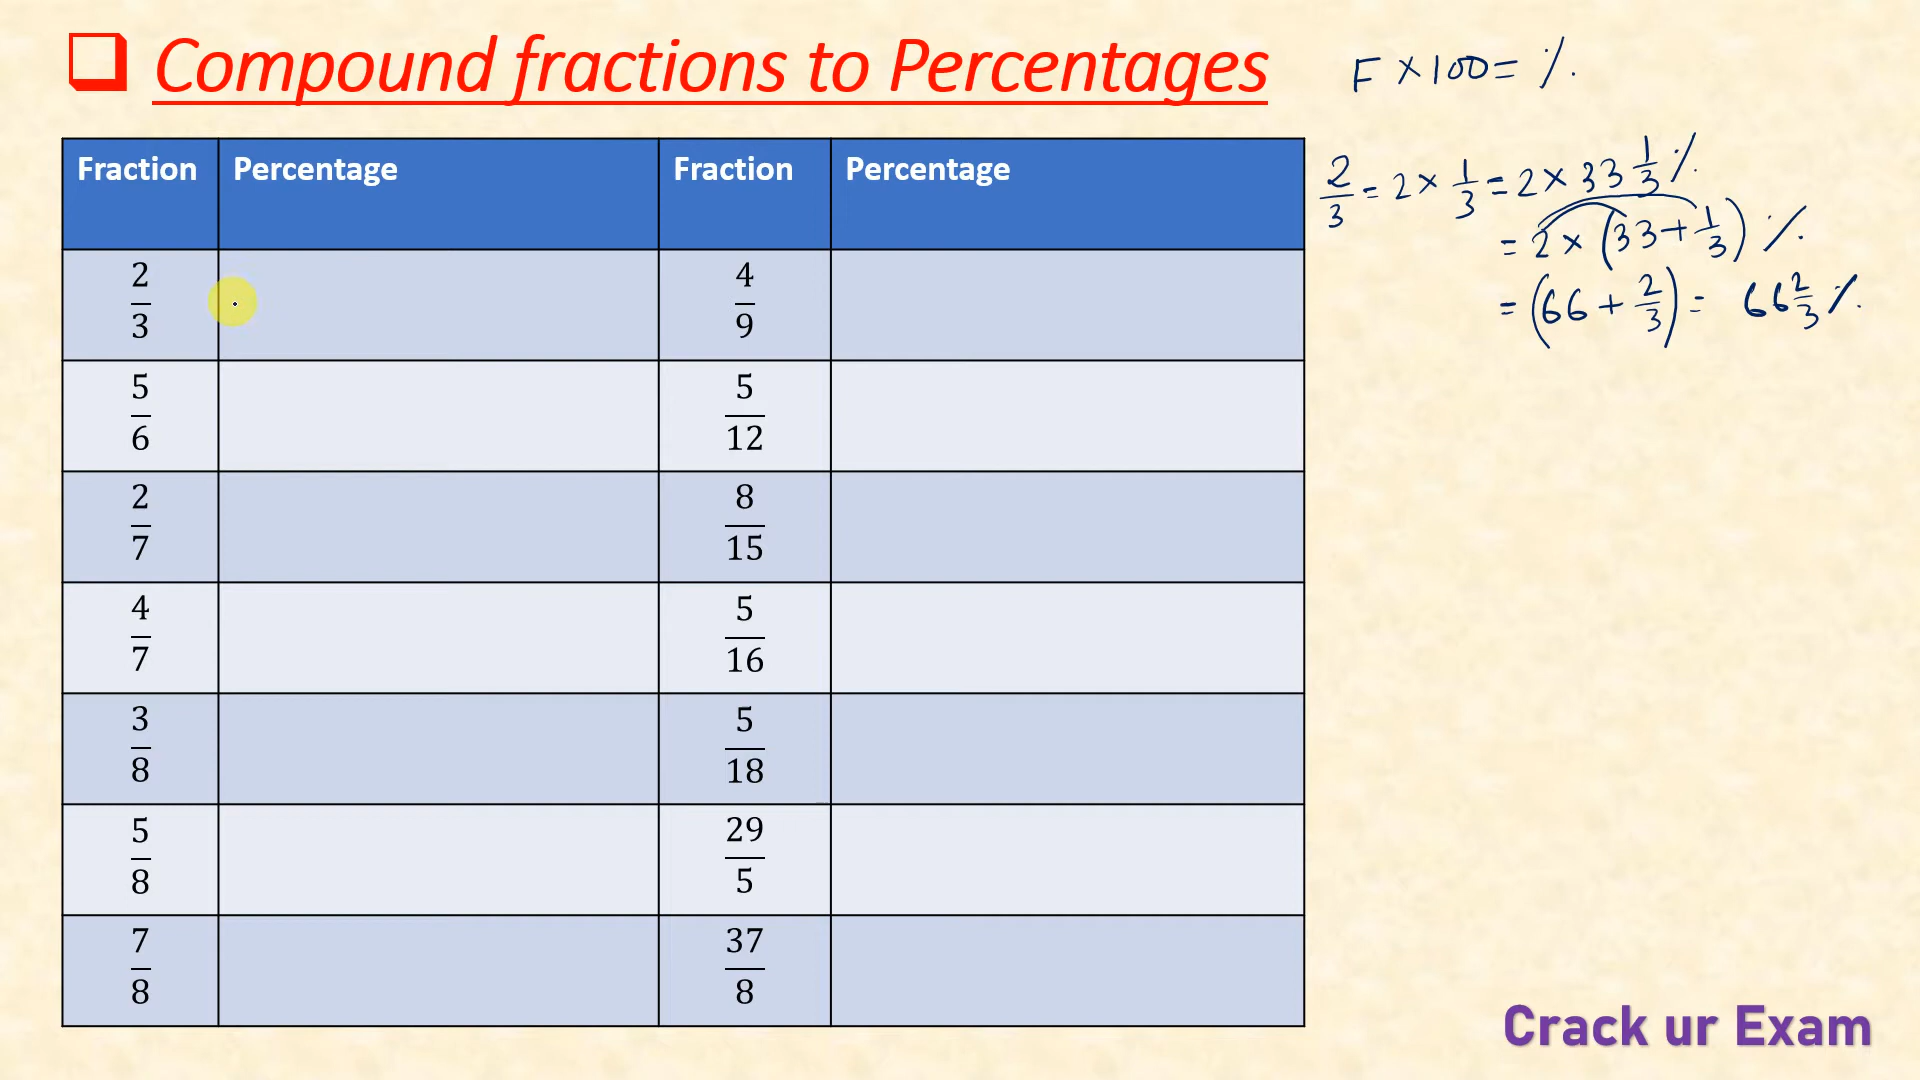 Compound fractions to Percentages
F × 100 = %
Fraction Percentage Fraction Percentage
2/3 4/9
5/6 5/12
2/7 8/15
4/7 5/16
3/8 5/18
5/8 29/5
7/8 37/8
2/3 = 2 × 1/3 = 2 × 33 1/3 %
= 2 × (33 + 1/3) %
= (66 + 2/3) = 66 2/3 %
Crack ur Exam